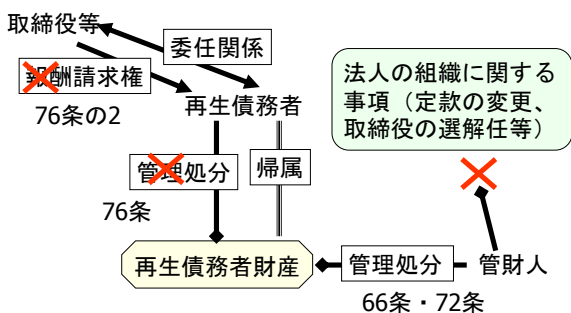 取締役等
委任関係
報酬請求権
76条の2
再生債務者
法人の組織に関する
事項（定款の変更、
取締役の選解任等）
管理処分
帰属
76条
再生債務者財産
管理処分
管財人
66条・72条